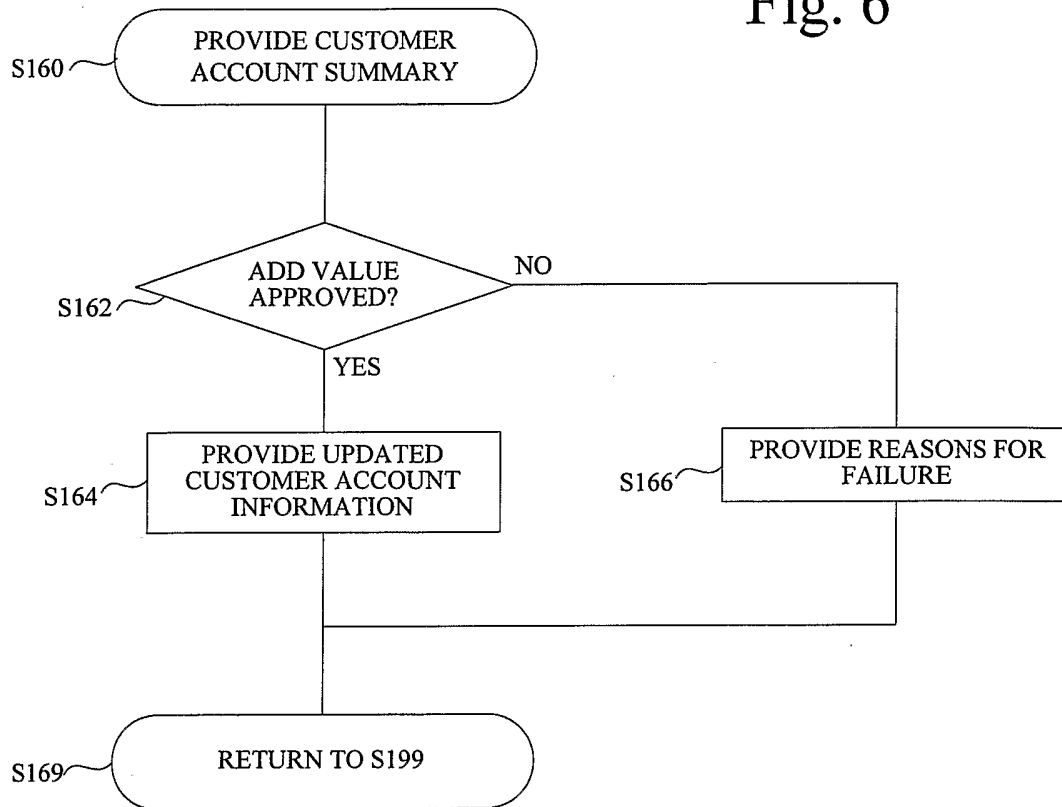 Fig. 6
PROVIDE CUSTOMER
ACCOUNT SUMMARY
S160
ADD VALUE
APPROVED?
NO
S162
YES
PROVIDE UPDATED
CUSTOMER ACCOUNT
INFORMATION
S164
PROVIDE REASONS FOR
FAILURE
S166
RETURN TO S199
S169